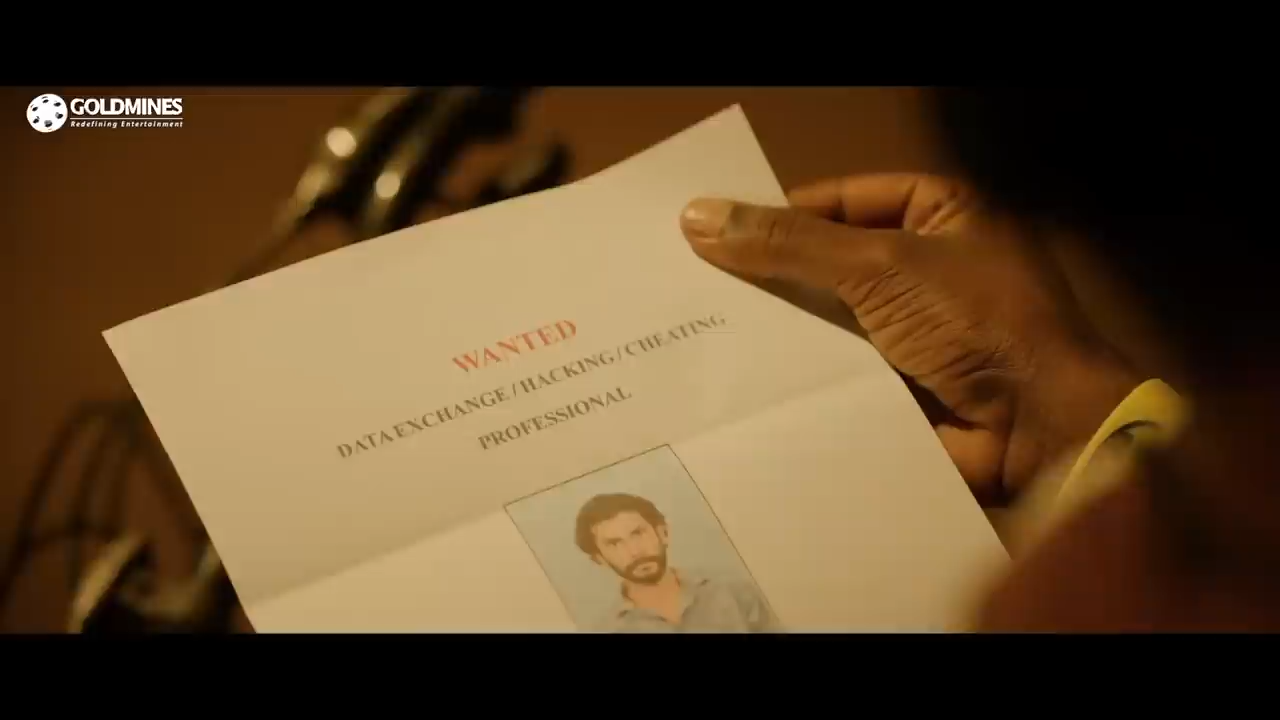 GOLDMINES
Redefining Entertainment
WANTED
DATA EXCHANGE / HACKING / CHEATING
PROFESSIONAL